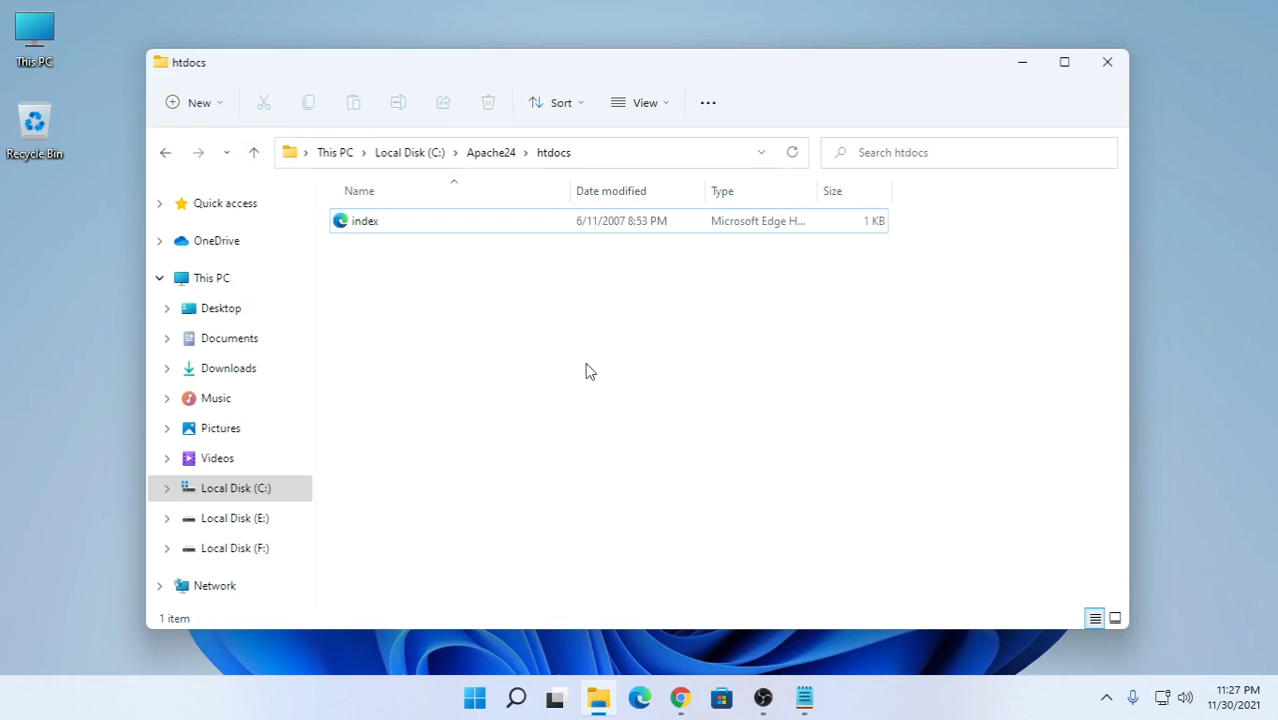 This PC
Recycle Bin
htdocs
New
Sort
View
This PC > Local Disk (C:) > Apache24 > htdocs
Search htdocs
Name Date modified Type Size
index 6/11/2007 8:53 PM Microsoft Edge H... 1 KB
Quick access
OneDrive
This PC
Desktop
Documents
Downloads
Music
Pictures
Videos
Local Disk (C:)
Local Disk (E:)
Local Disk (F:)
Network
1 item
11:27 PM
11/30/2021